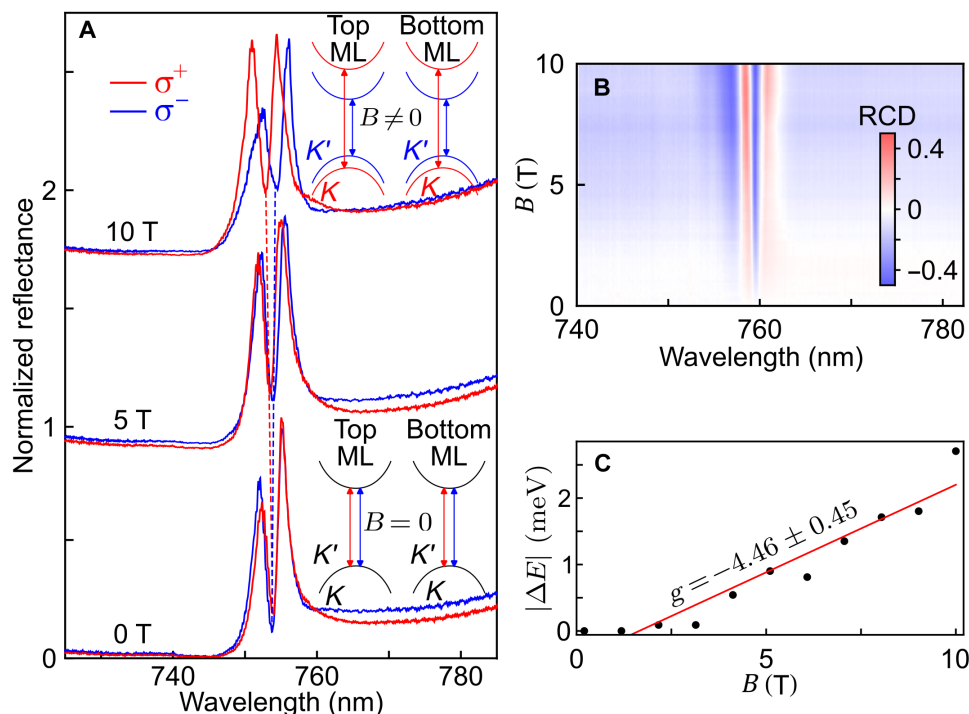 A
σ+
σ−
Top Bottom
ML ML
B ≠ 0
K′ K′
K K
10 T
5 T
Top Bottom
ML ML
B = 0
K′ K′
K K
0 T
Normalized reflectance
2
1
0
740 760 780
Wavelength (nm)
B
RCD
0.4
0
−0.4
B (T)
10
5
0
740 760 782
Wavelength (nm)
C
g = −4.46 ± 0.45
|ΔE| (meV)
2
1
0
0 5 10
B (T)